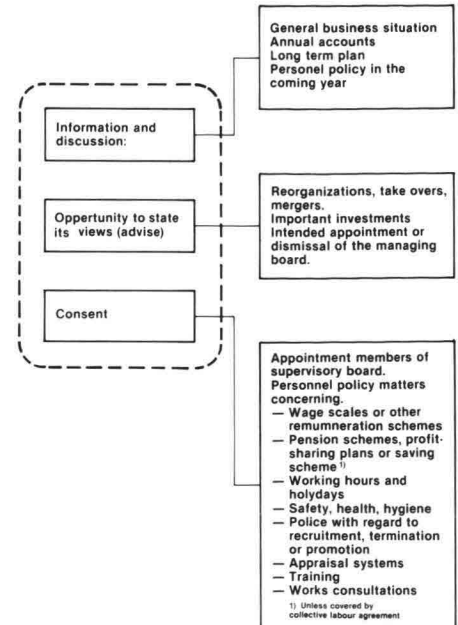 General business situation
Annual accounts
Long term plan
Personel policy in the
coming year
Information and
discussion:
Reorganizations, take overs,
mergers.
Important investments
Intended appointment or
dismissal of the managing
board.
Oppertunity to state
its views (advise)
Consent
Appointment members of
supervisory board.
Personnel policy matters
concerning.
— Wage scales or other
remumneration schemes
— Pension schemes, profit-
sharing plans or saving
scheme 1)
— Working hours and
holydays
— Safety, health, hygiene
— Police with regard to
recruitment, termination
or promotion
— Appraisal systems
— Training
— Works consultations
1) Unless covered by
collective labour agreement